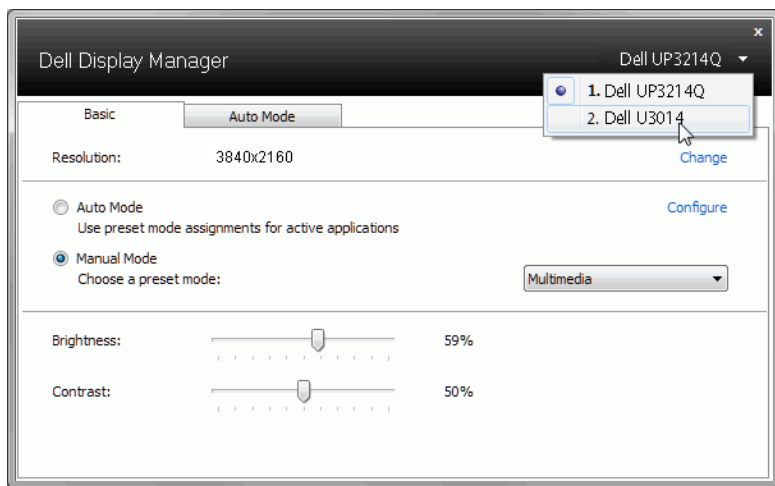 x
Dell Display Manager
Dell UP3214Q
1. Dell UP3214Q
2. Dell U3014
Basic
Auto Mode
Resolution:
3840x2160
Change
Auto Mode
Configure
Use preset mode assignments for active applications
Manual Mode
Choose a preset mode:
Multimedia
Brightness:
59%
Contrast:
50%